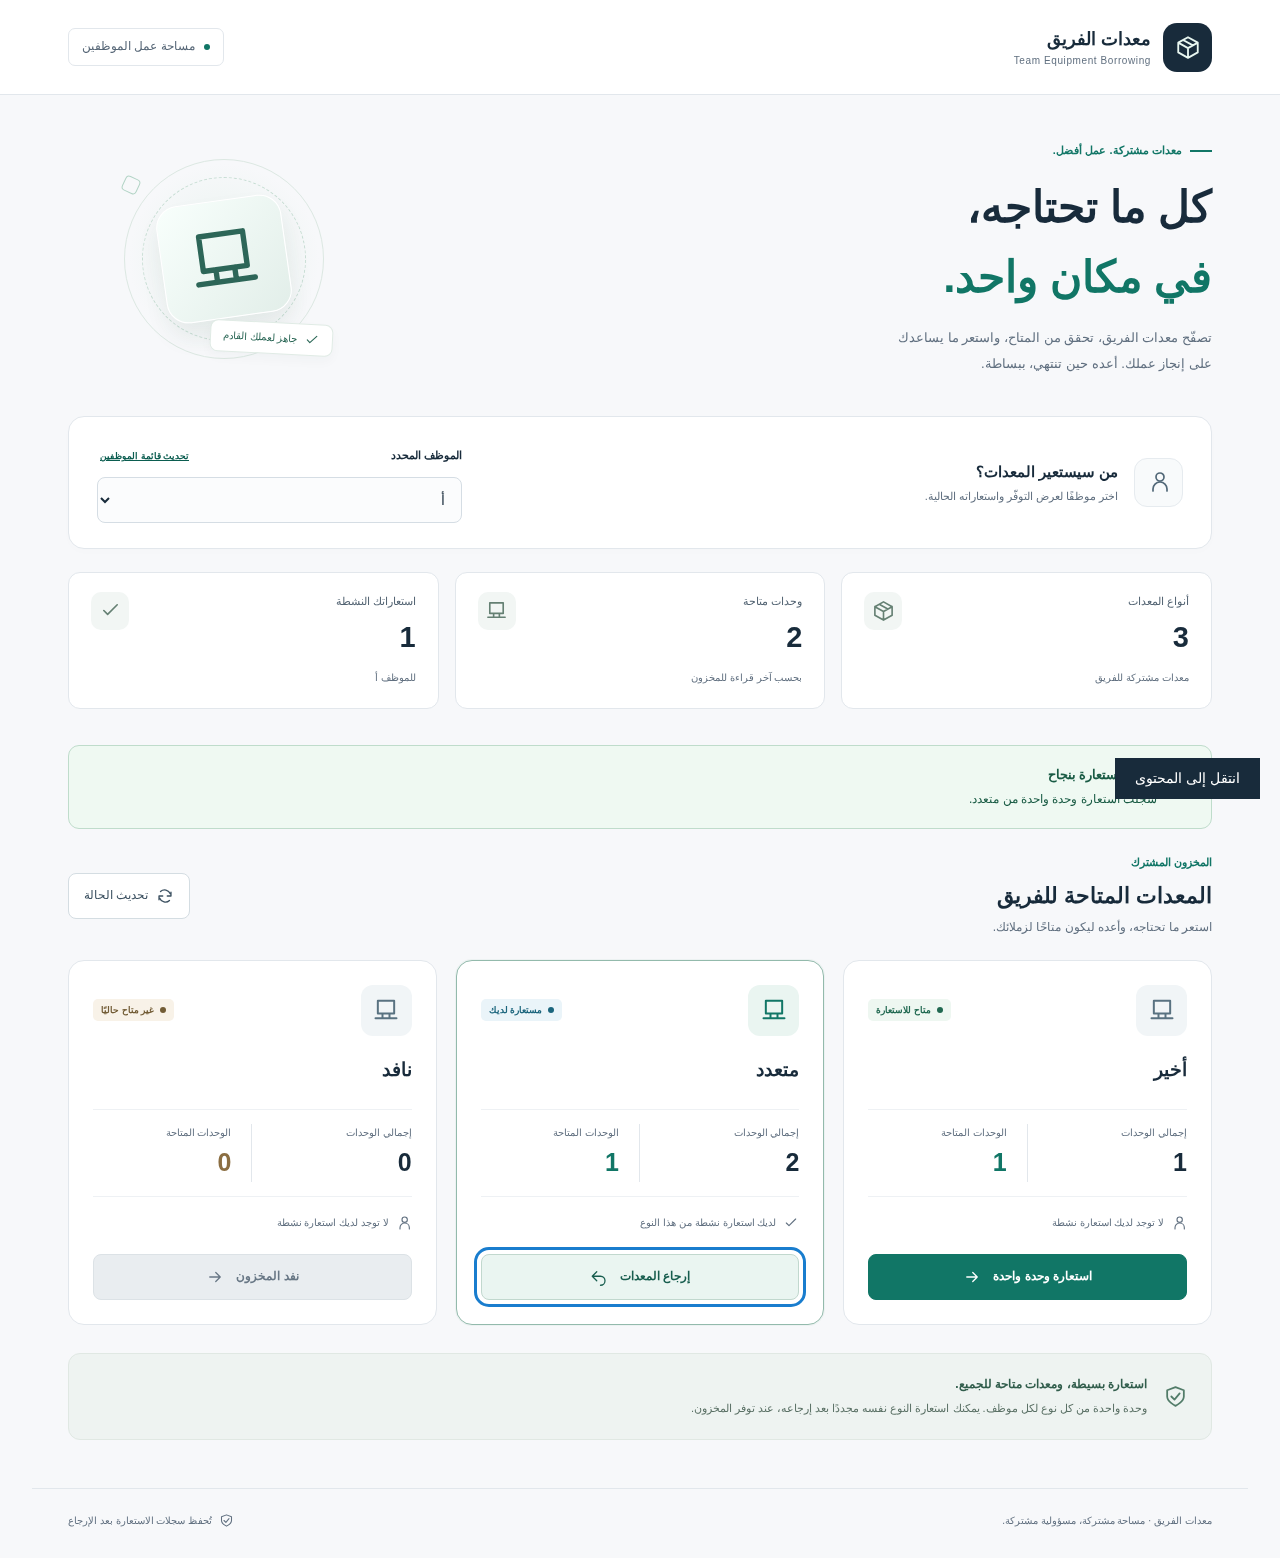 معدات الفريق
Team Equipment Borrowing
مساحة عمل الموظفين
معدات مشتركة. عمل أفضل.
كل ما تحتاجه،
في مكان واحد.
تصفّح معدات الفريق، تحقق من المتاح، واستعر ما يساعدك
على إنجاز عملك. أعده حين تنتهي، ببساطة.
جاهز لعملك القادم
من سيستعير المعدات؟
اختر موظفًا لعرض التوفّر واستعاراته الحالية.
الموظف المحدد
تحديث قائمة الموظفين
أ
أنواع المعدات
3
معدات مشتركة للفريق
وحدات متاحة
2
بحسب آخر قراءة للمخزون
استعاراتك النشطة
1
للموظف أ
انتقل إلى المحتوى
بنجاح
استعارة وحدة واحدة من متعدد.
المخزون المشترك
المعدات المتاحة للفريق
استعر ما تحتاجه، وأعده ليكون متاحًا لزملائك.
تحديث الحالة
متاح للاستعارة
أخير
إجمالي الوحدات
1
الوحدات المتاحة
1
لا توجد لديك استعارة نشطة
استعارة وحدة واحدة
مستعارة لديك
متعدد
إجمالي الوحدات
2
الوحدات المتاحة
1
لديك استعارة نشطة من هذا النوع
إرجاع المعدات
غير متاح حاليًا
نافد
إجمالي الوحدات
0
الوحدات المتاحة
0
لا توجد لديك استعارة نشطة
نفد المخزون
استعارة بسيطة، ومعدات متاحة للجميع.
وحدة واحدة من كل نوع لكل موظف. يمكنك استعارة النوع نفسه مجددًا بعد إرجاعه، عند توفر المخزون.
معدات الفريق · مساحة مشتركة، مسؤولية مشتركة.
تُحفظ سجلات الاستعارة بعد الإرجاع